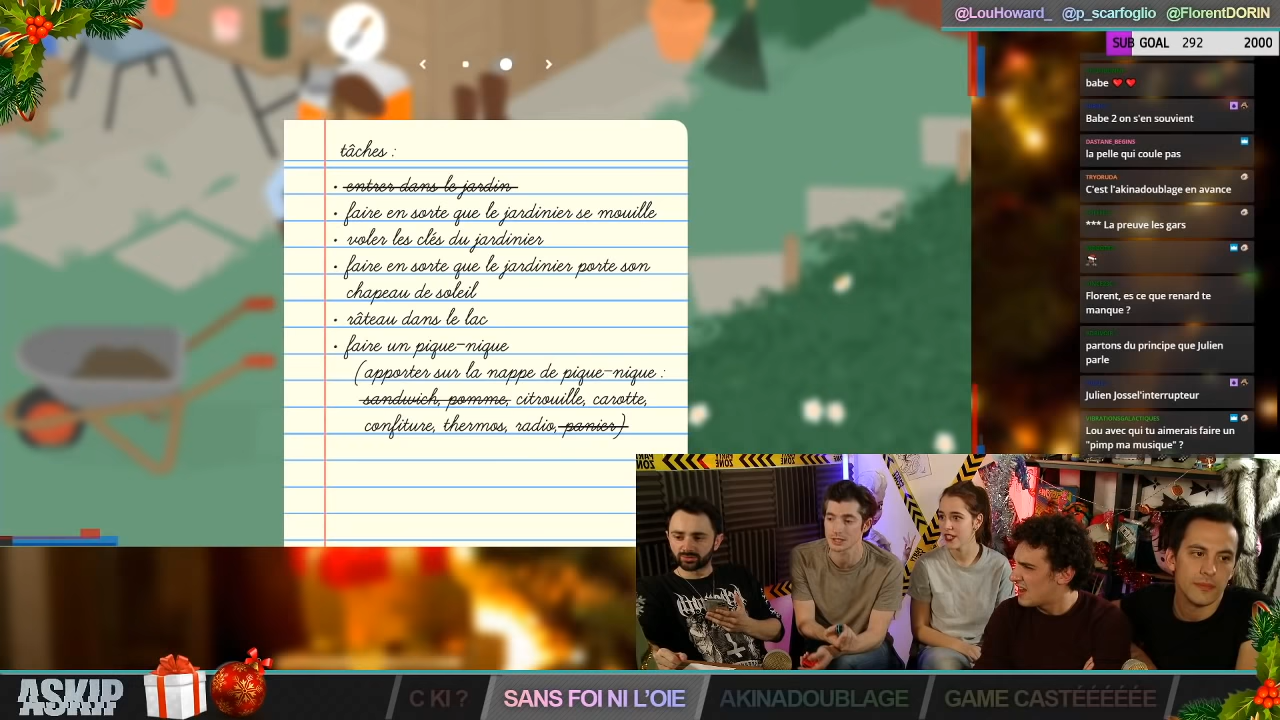 @LouHoward_ @p_scarfoglio @FlorentDORIN
SUB GOAL 292 2000
babe
Babe 2 on s'en souvient
DASTANE_BEGINS
la pelle qui coule pas
TRYORUDA
C'est l'akinadoublage en avance
*** La preuve les gars
Florent, es ce que renard te
manque ?
partons du principe que Julien
parle
Julien Jossel'interrupteur
VIBRATIONSGALACTIQUES
Lou avec qui tu aimerais faire un
"pimp ma musique" ?
tâches :
• entrer dans le jardin
• faire en sorte que le jardinier se mouille
• voler les clés du jardinier
• faire en sorte que le jardinier porte son
chapeau de soleil
• râteau dans le lac
• faire un pique-nique
(apporter sur la nappe de pique-nique :
sandwich, pomme, citrouille, carotte,
confiture, thermos, radio, panier)
ASKIP
C KI ?
SANS FOI NI L'OIE
AKINADOUBLAGE
GAME CASTÉÉÉÉÉÉ